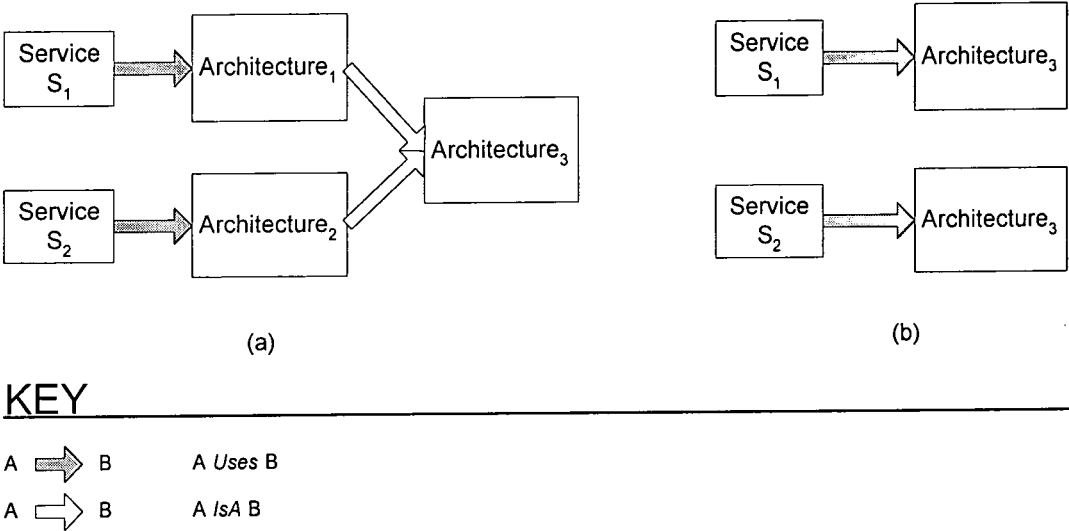 Service
S1
Architecture1
Architecture3
Service
S2
Architecture2
(a)
Service
S1
Architecture3
Service
S2
Architecture3
(b)
KEY
A B A Uses B
A B A IsA B